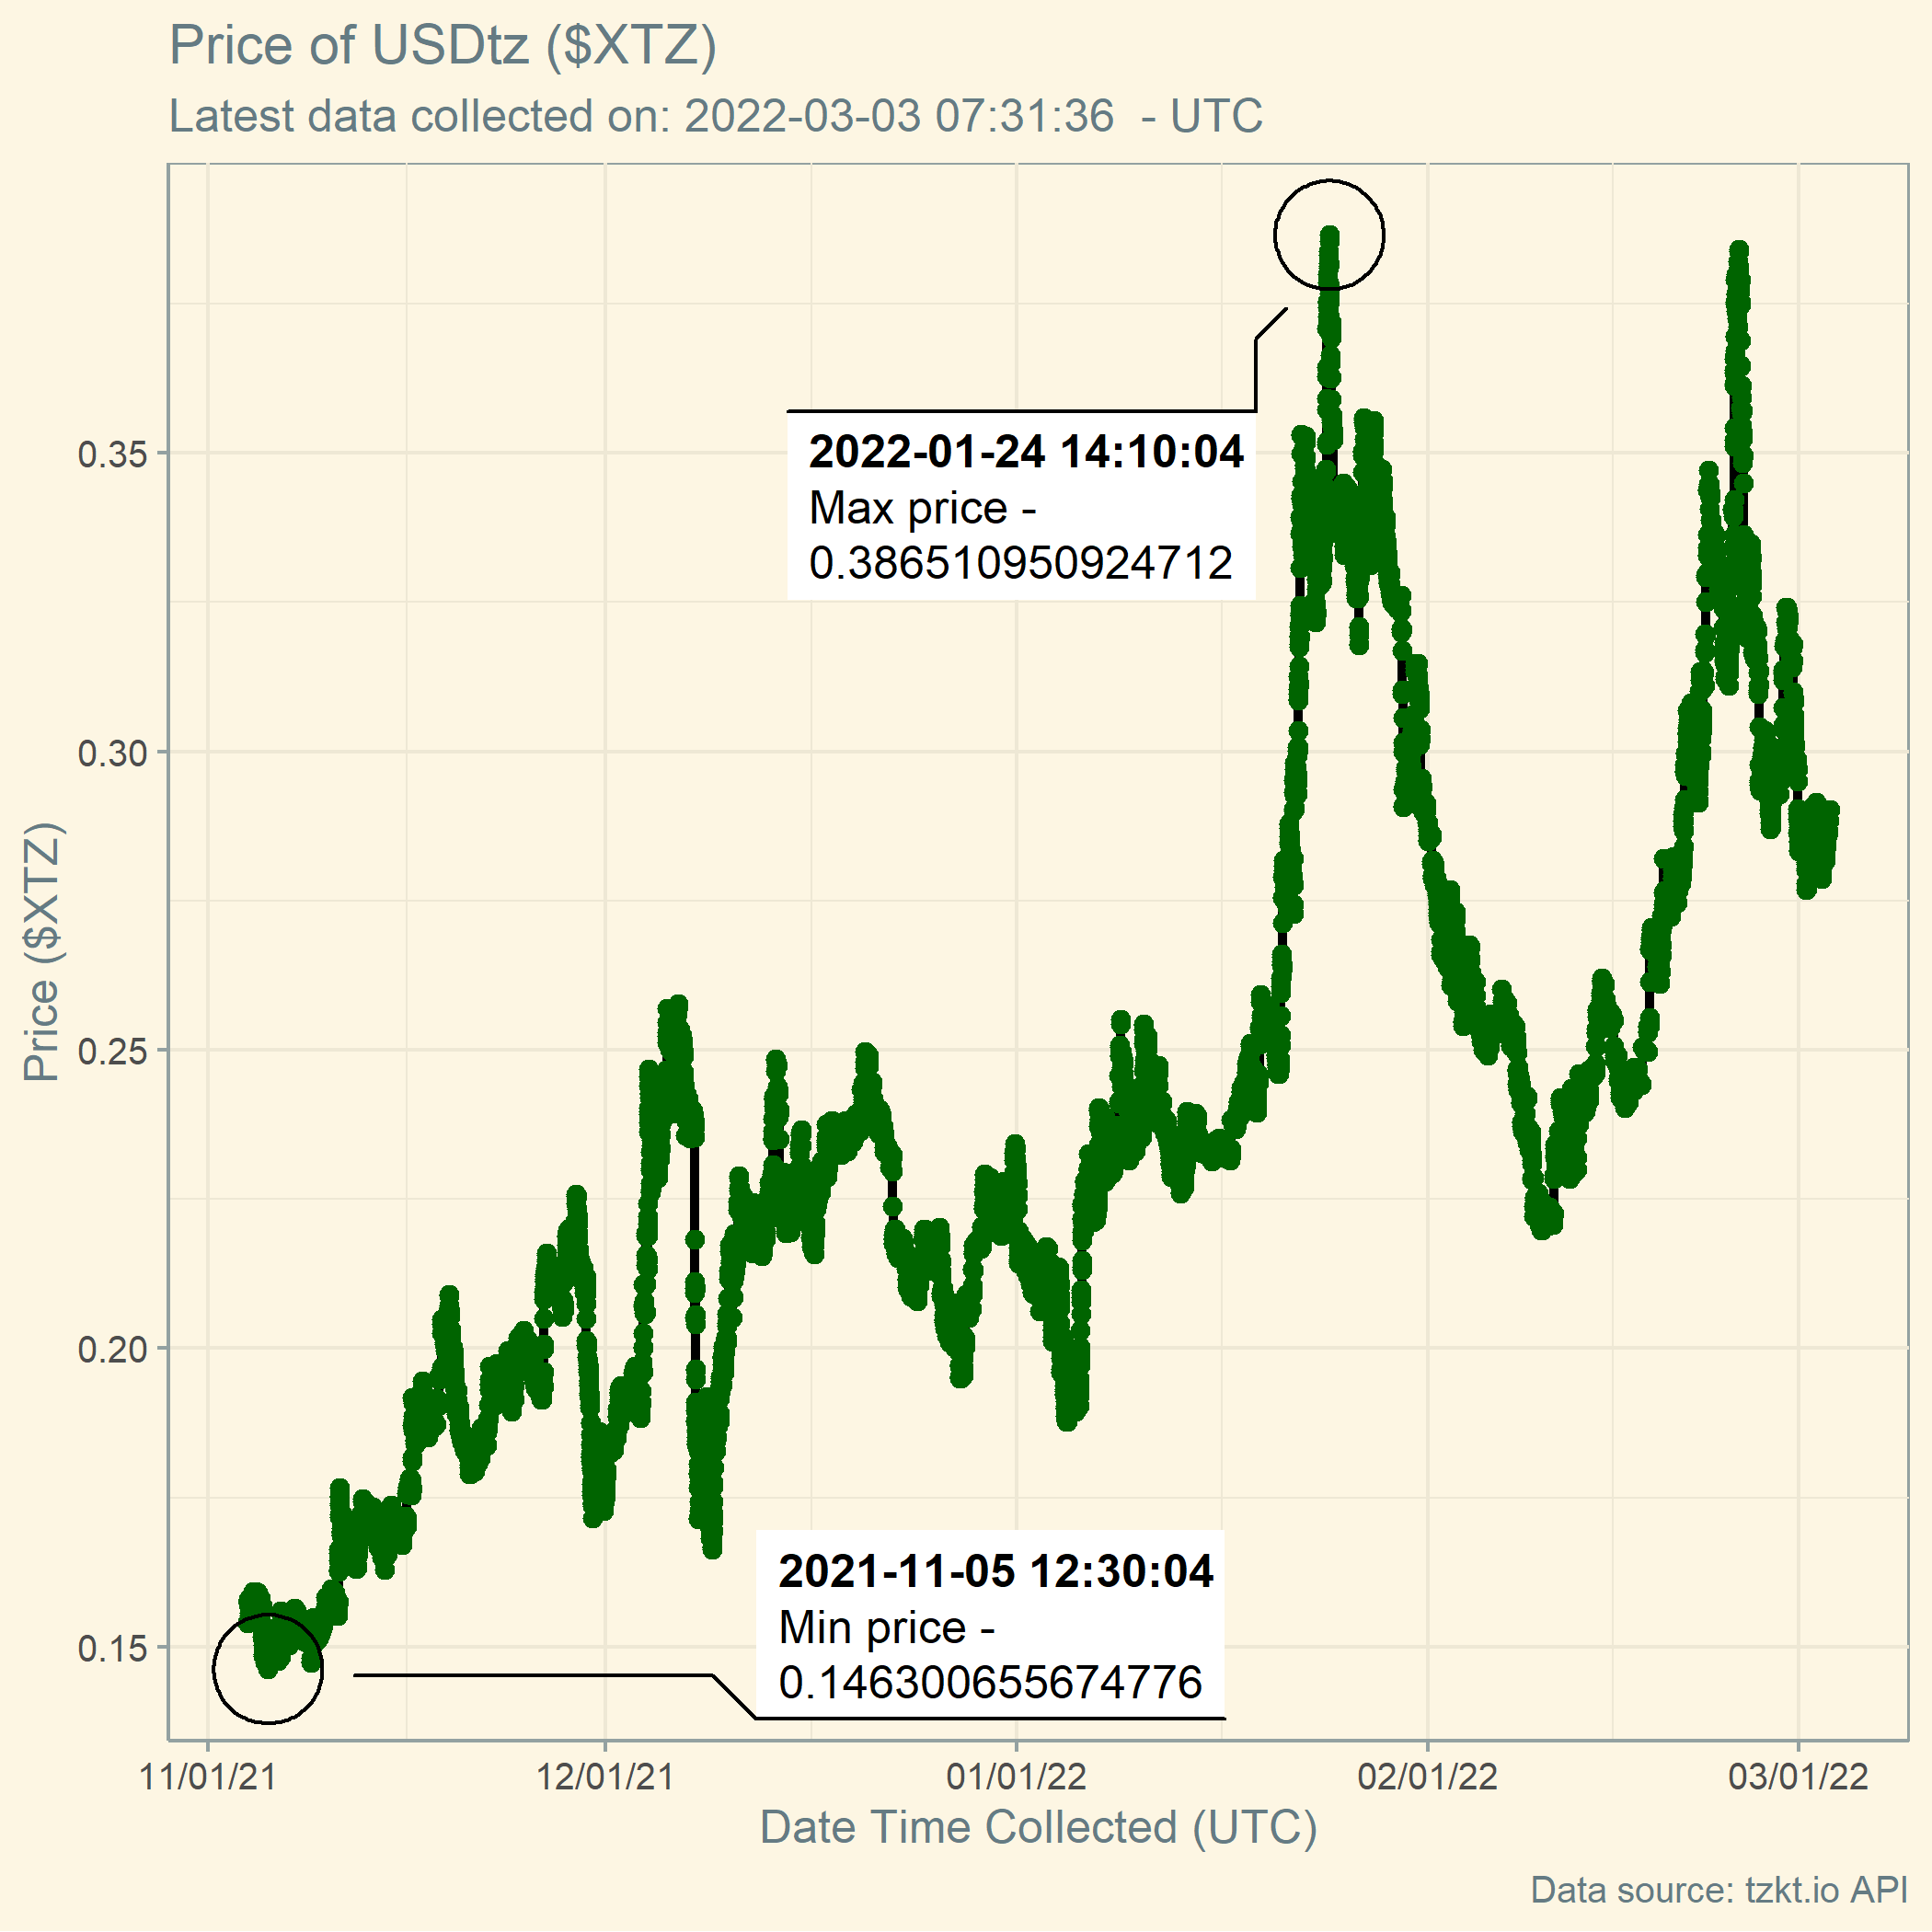 Price of USDtz ($XTZ)
Latest data collected on: 2022-03-03 07:31:36  - UTC
Price ($XTZ)
0.35
0.30
0.25
0.20
0.15
2022-01-24 14:10:04
Max price -
0.386510950924712
2021-11-05 12:30:04
Min price -
0.146300655674776
11/01/21
12/01/21
01/01/22
02/01/22
03/01/22
Date Time Collected (UTC)
Data source: tzkt.io API